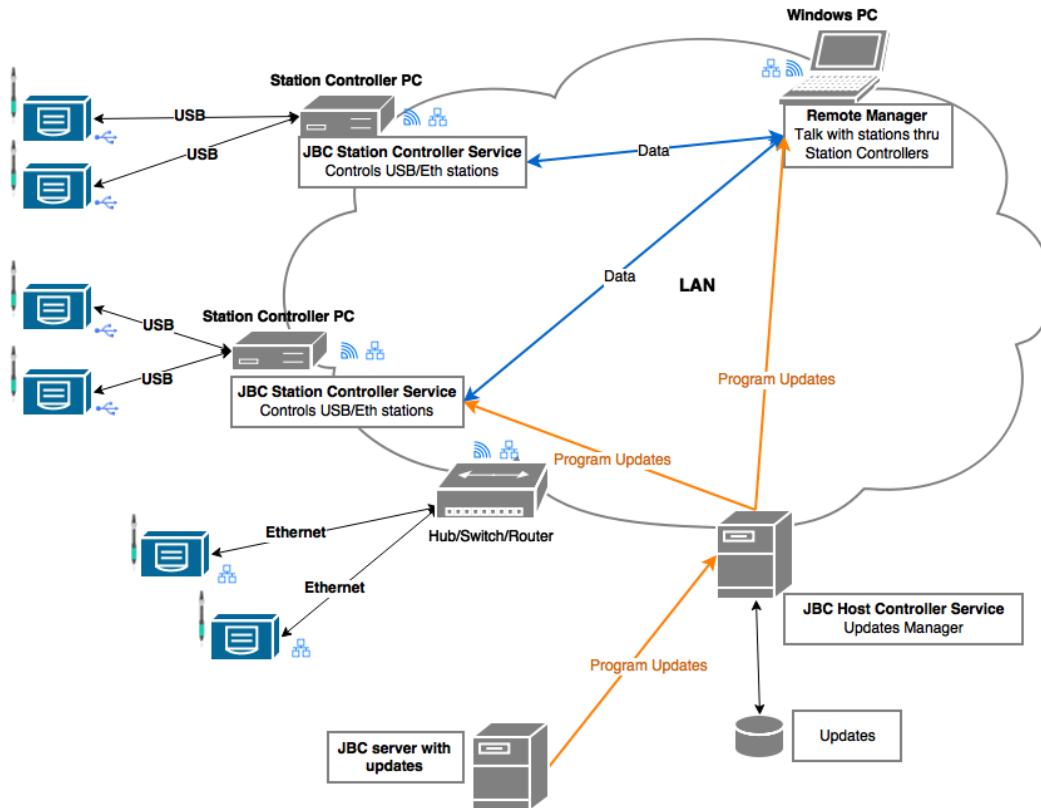 Windows PC
Station Controller PC
USB
USB
JBC Station Controller Service
Controls USB/Eth stations
Remote Manager
Talk with stations thru
Station Controllers
Data
Data
LAN
Station Controller PC
USB
USB
JBC Station Controller Service
Controls USB/Eth stations
Program Updates
Program Updates
Hub/Switch/Router
Ethernet
Ethernet
JBC Host Controller Service
Updates Manager
Program Updates
JBC server with
updates
Updates